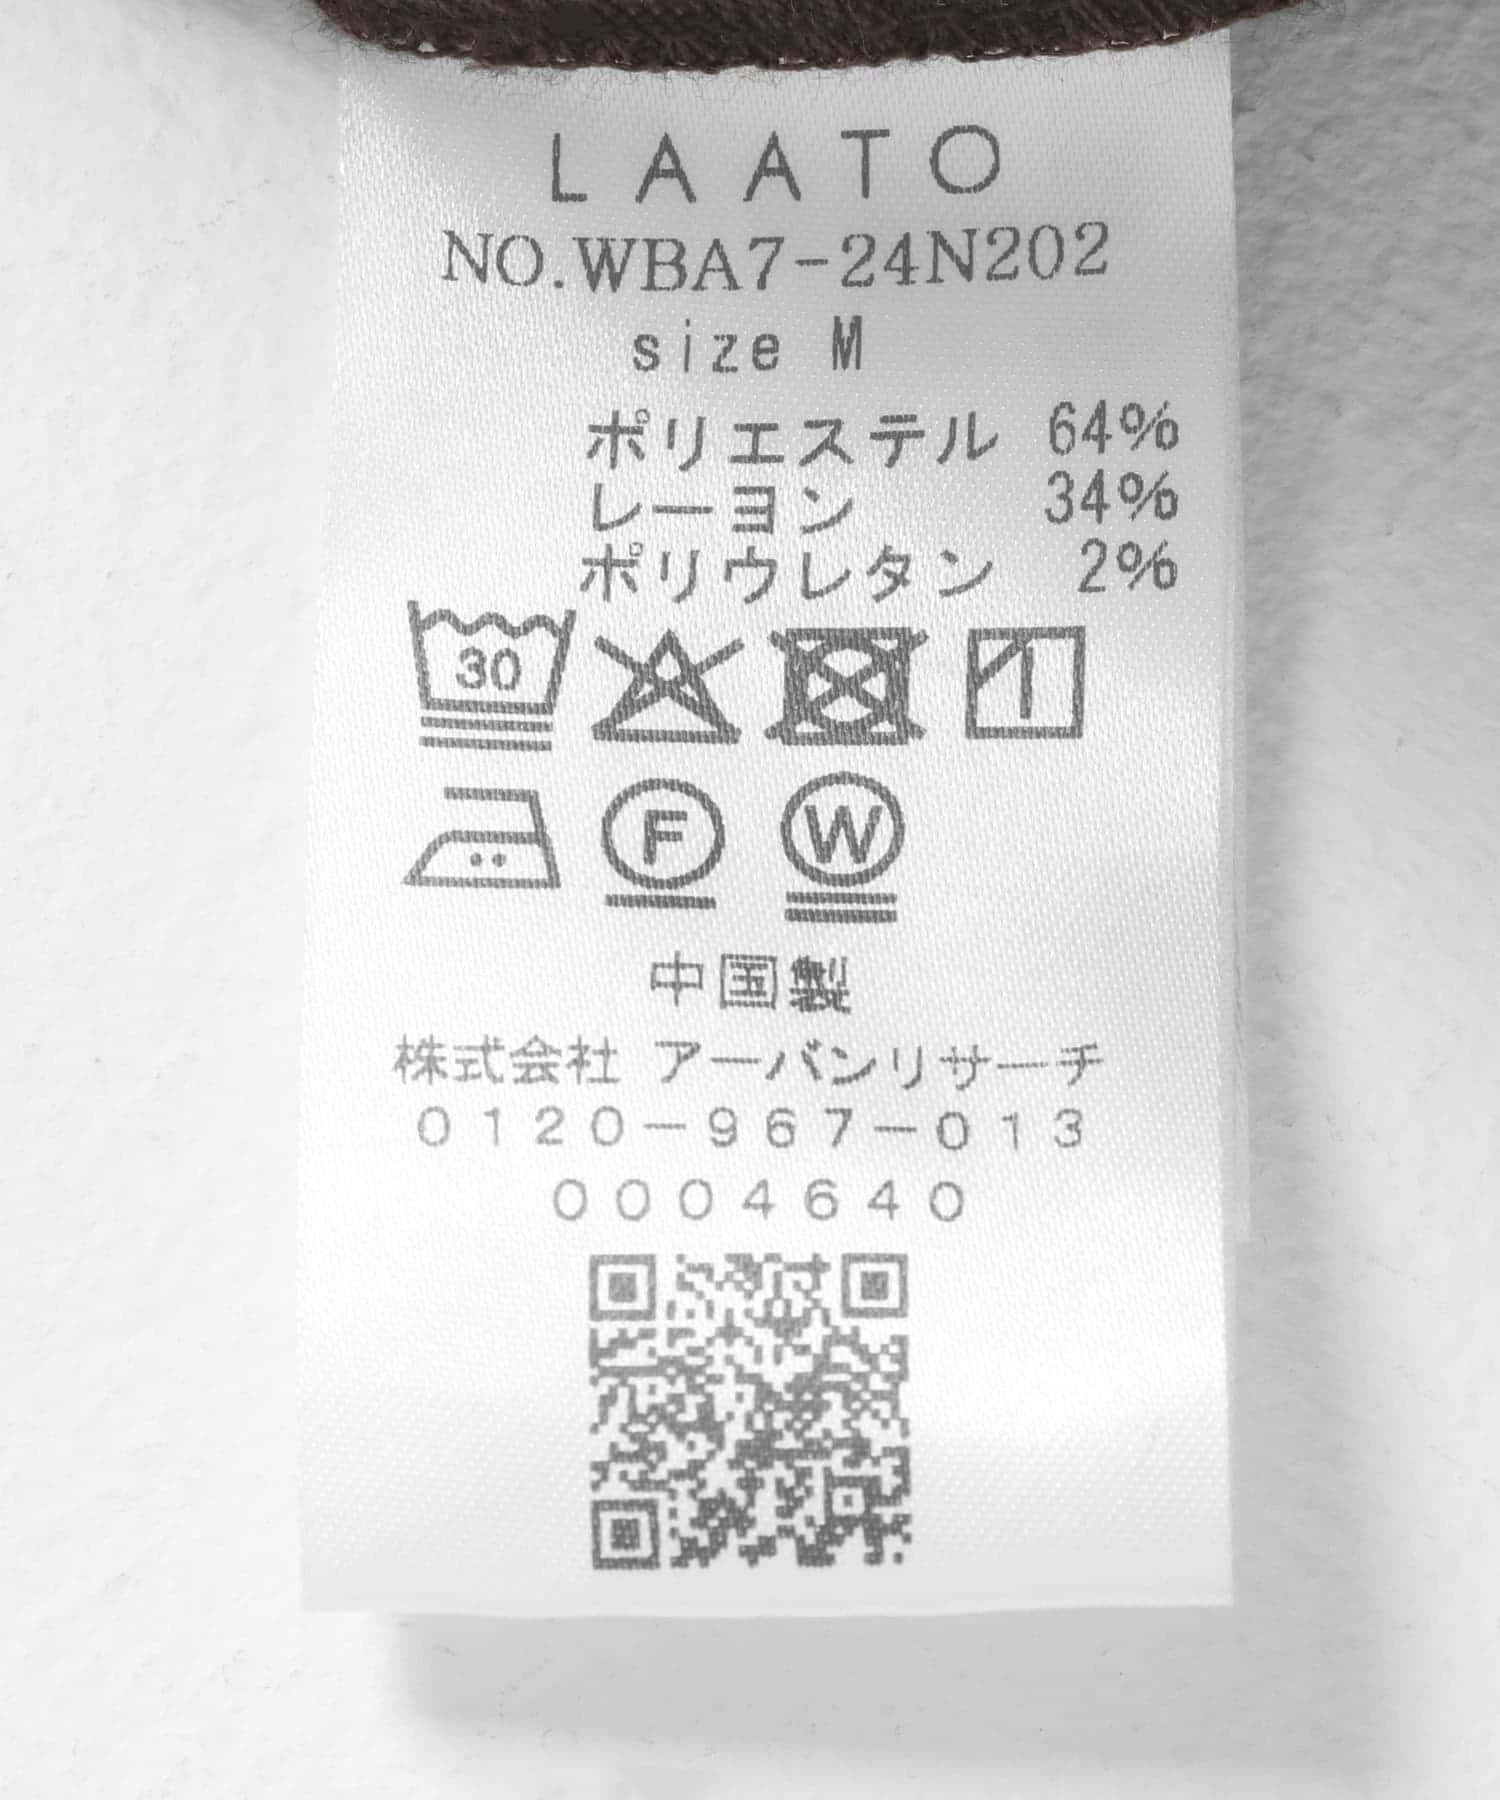 LAATO
NO.WBA7-24N202
size M
ポリエステル 64%
レーヨン 34%
ポリウレタン 2%
30
F
W
中国製
株式会社 アーバンリサーチ
0120-967-013
0004640